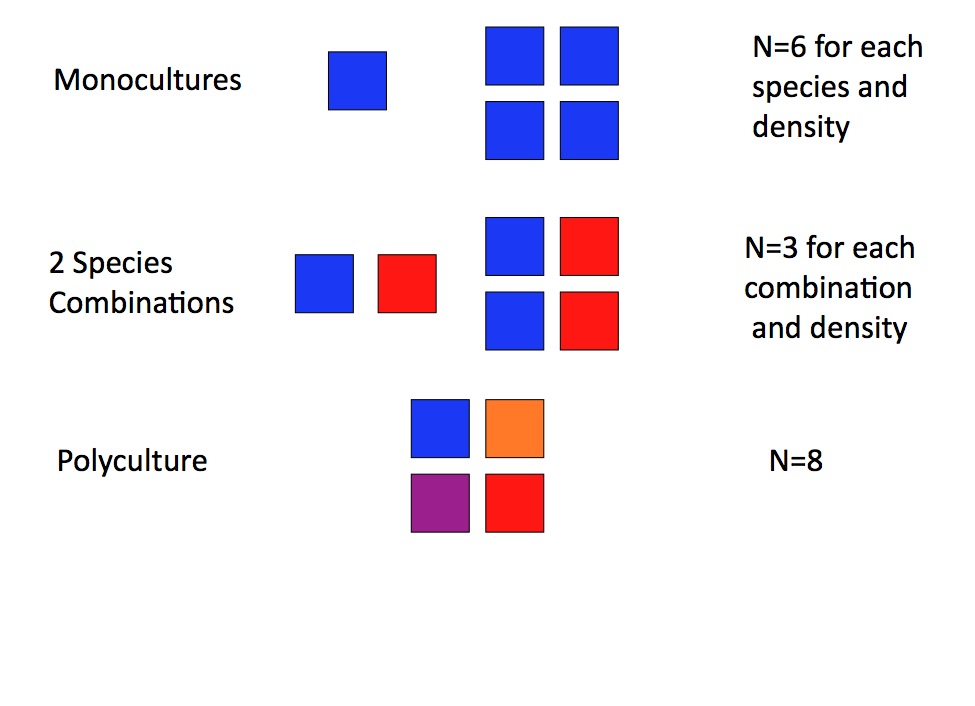 Monocultures
N=6 for each
species and
density
2 Species
Combinations
N=3 for each
combination
and density
Polyculture
N=8